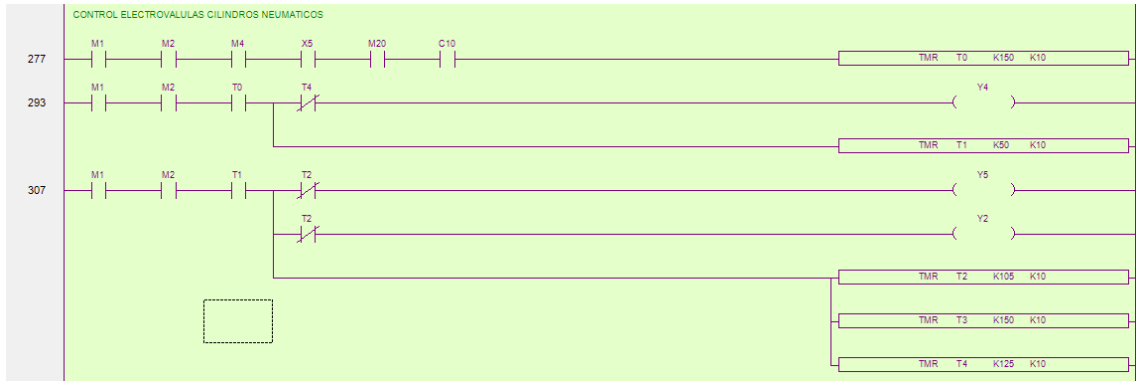 CONTROL ELECTROVALULAS CILINDROS NEUMATICOS
M1 M2 M4 X5 M20 C10
277 TMR T0 K150 K10
M1 M2 T0 T4 Y4
293
TMR T1 K50 K10
M1 M2 T1 T2 Y5
307
T2 Y2
TMR T2 K105 K10
TMR T3 K150 K10
TMR T4 K125 K10